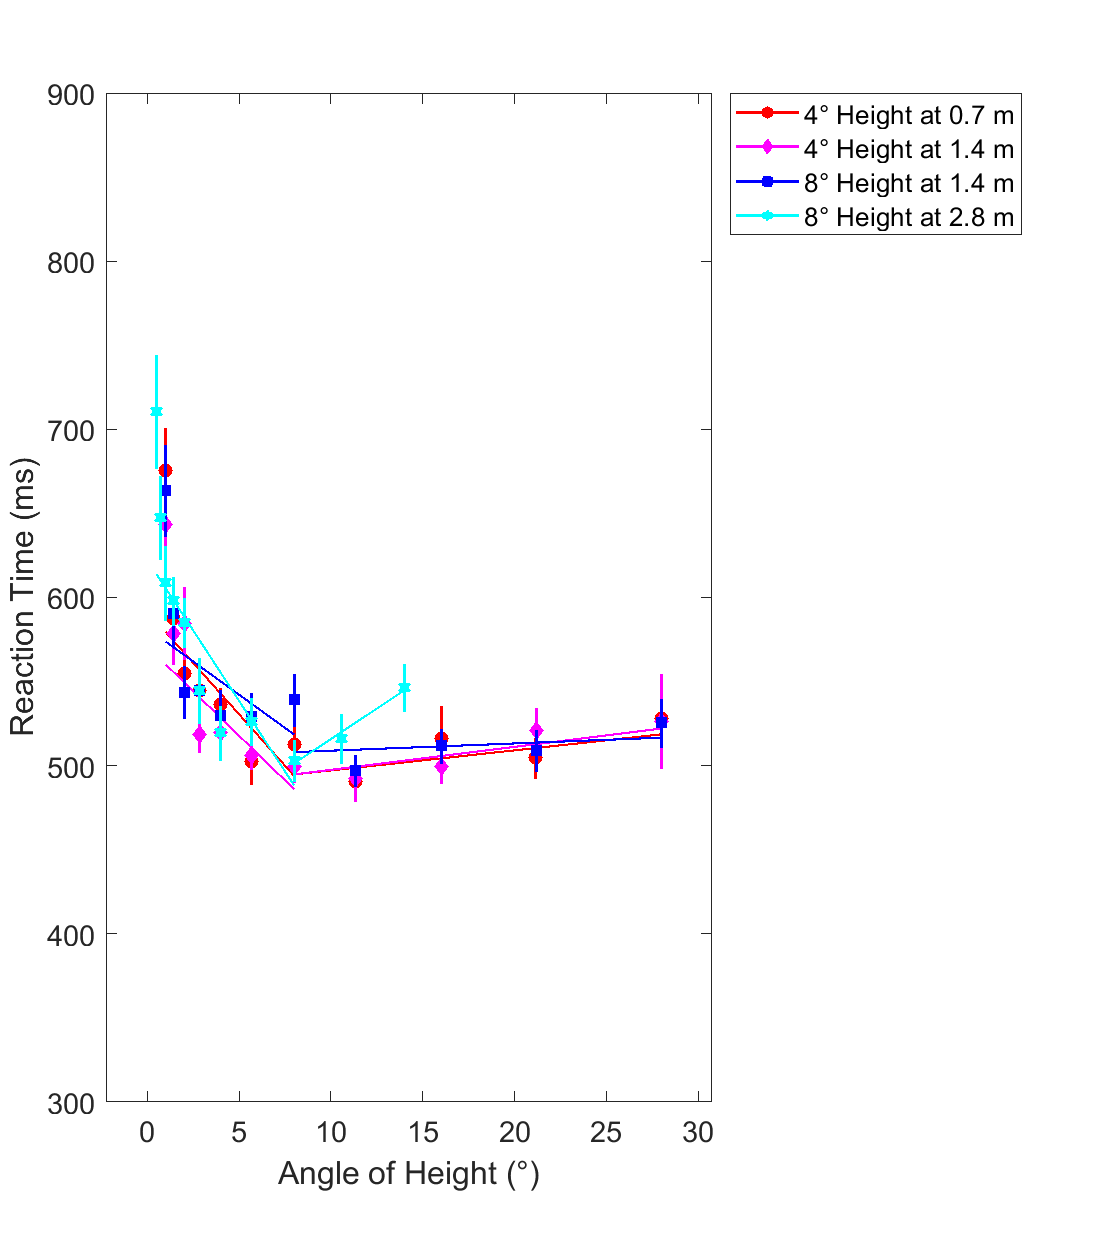 900
800
700
600
500
400
300
0 5 10 15 20 25 30
Reaction Time (ms)
Angle of Height (°)
4° Height at 0.7 m
4° Height at 1.4 m
8° Height at 1.4 m
8° Height at 2.8 m